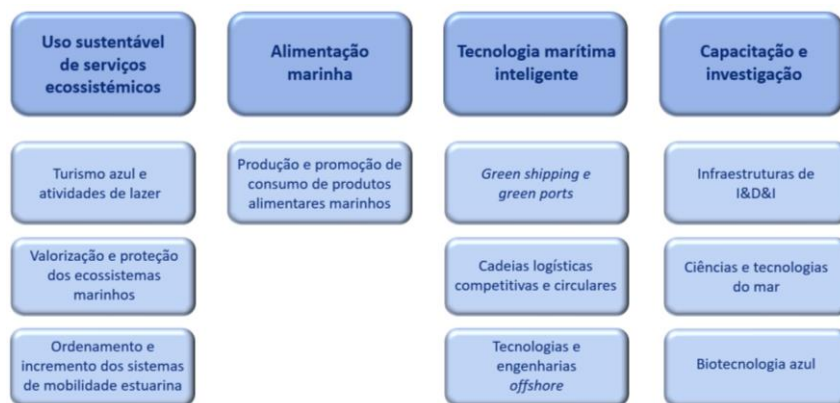 Uso sustentável
de serviços
ecossistémicos
Turismo azul e
atividades de lazer
Valorização e proteção
dos ecossistemas
marinhos
Ordenamento e
incremento dos sistemas
de mobilidade estuarina
Alimentação
marinha
Produção e promoção de
consumo de produtos
alimentares marinhos
Tecnologia marítima
inteligente
Green shipping e
green ports
Cadeias logísticas
competitivas e circulares
Tecnologias e
engenharias
offshore
Capacitação e
investigação
Infraestruturas de
I&D&I
Ciências e tecnologias
do mar
Biotecnologia azul